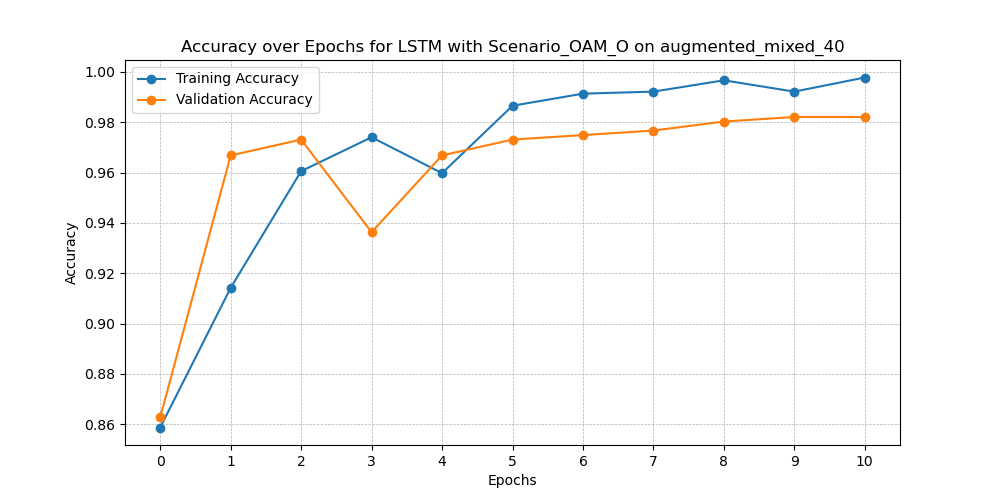 Accuracy over Epochs for LSTM with Scenario_OAM_O on augmented_mixed_40
Training Accuracy
Validation Accuracy
Accuracy
1.00
0.98
0.96
0.94
0.92
0.90
0.88
0.86
0 1 2 3 4 5 6 7 8 9 10
Epochs